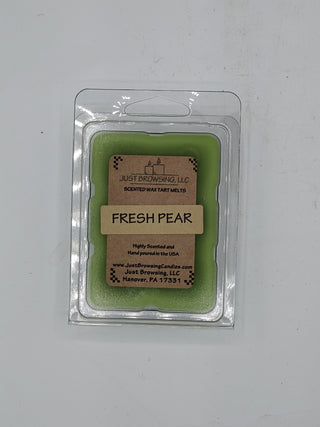 JUST BROWSING, LLC
SCENTED WAX TART MELTS
FRESH PEAR
Highly Scented and
Hand poured in the USA
www.JustBrowsingCandles.com
Just Browsing, LLC
Hanover, PA 17331